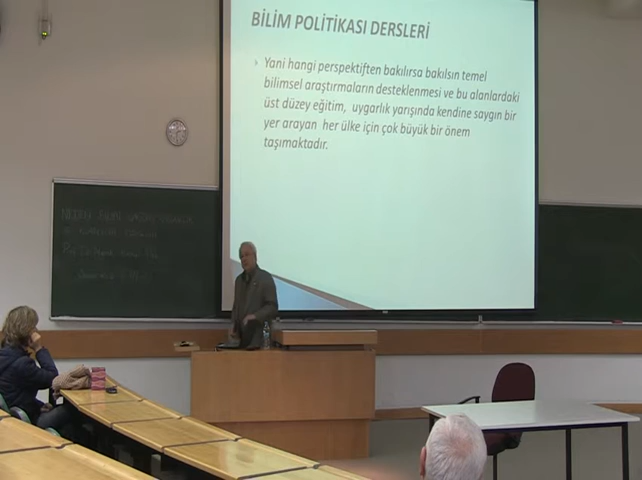 BİLİM POLİTİKASI DERSLERİ
Yani hangi perspektiften bakılırsa bakılsın temel
bilimsel araştırmaların desteklenmesi ve bu alanlardaki
üst düzey eğitim, uygarlık yarışında kendine saygın bir
yer arayan her ülke için çok büyük bir önem
taşımaktadır.